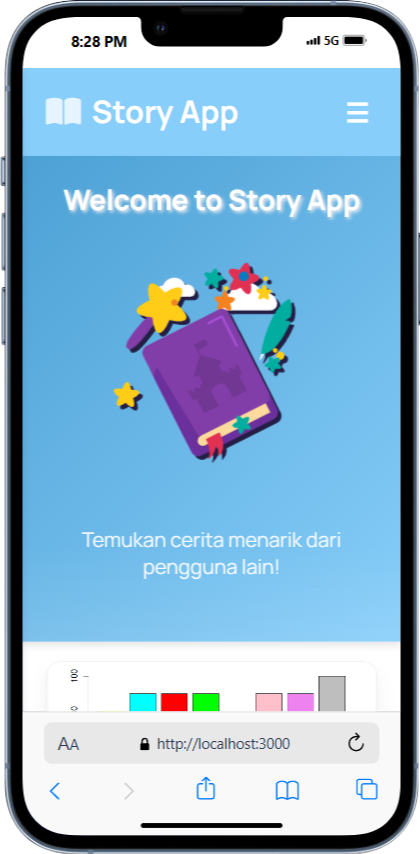 8:28 PM
5G
Story App
Welcome to Story App
Temukan cerita menarik dari
pengguna lain!
100
AA
http://localhost:3000